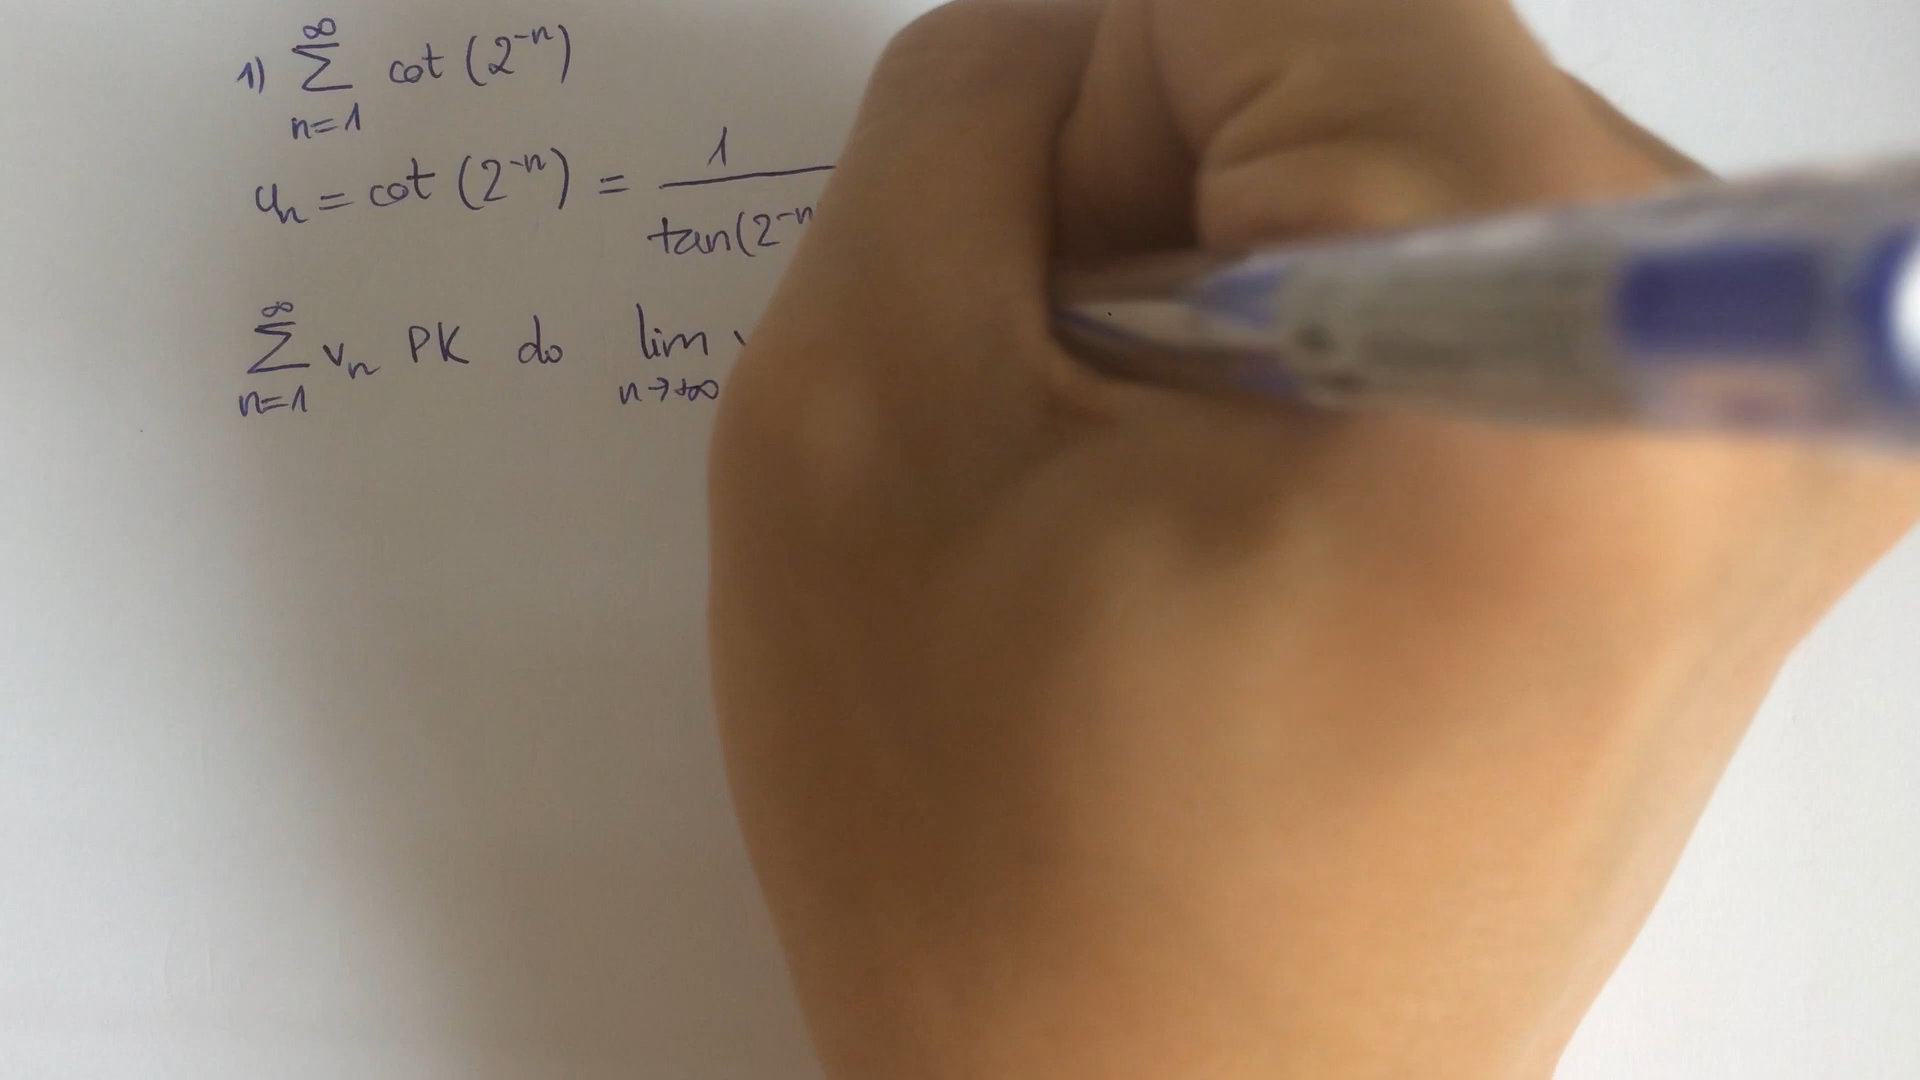 1) ∞ Σ n=1 cot (2⁻ⁿ)
uₙ = cot (2⁻ⁿ) = 1 / tan(2⁻ⁿ
∞ Σ n=1 vₙ PK do lim n→+∞